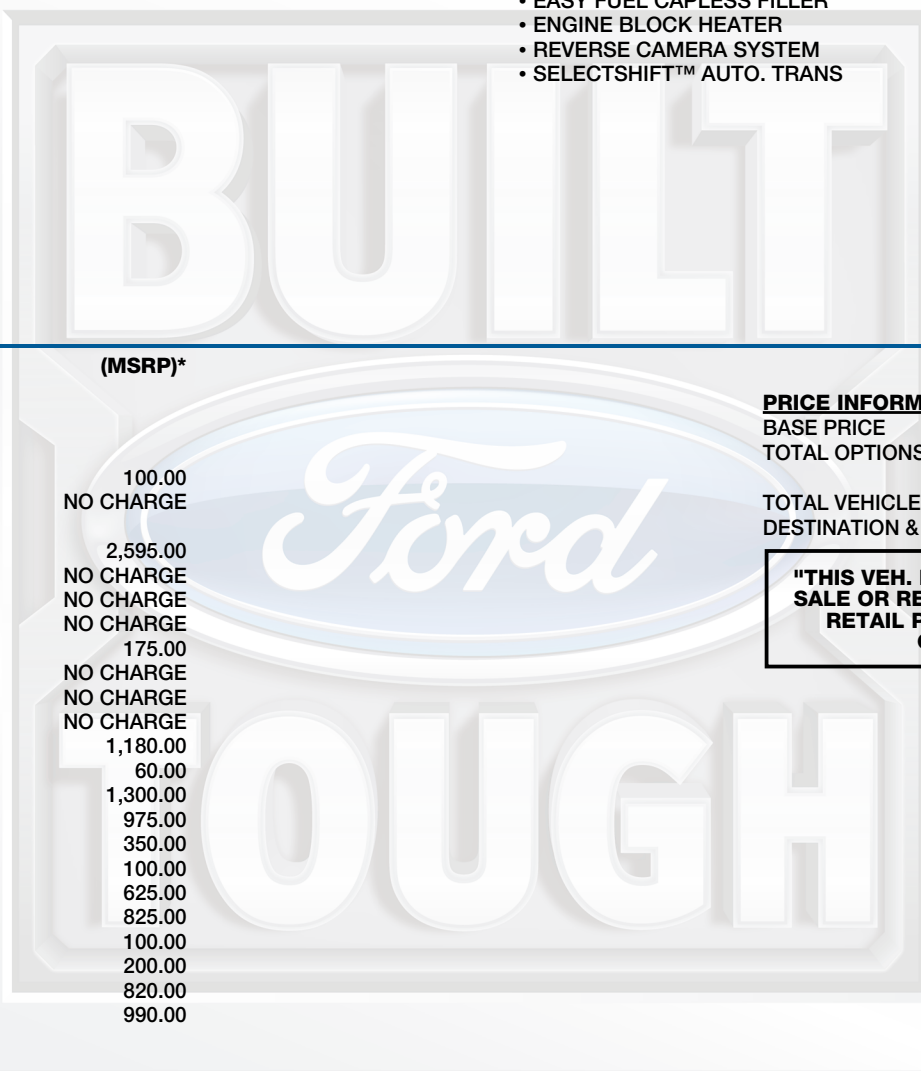 • EASY FUEL CAPLESS FILLER
• ENGINE BLOCK HEATER
• REVERSE CAMERA SYSTEM
• SELECTSHIFT™ AUTO. TRANS
BUILT
(MSRP)*
100.00
NO CHARGE
2,595.00
NO CHARGE
NO CHARGE
NO CHARGE
175.00
NO CHARGE
NO CHARGE
NO CHARGE
1,180.00
60.00
1,300.00
975.00
350.00
100.00
625.00
825.00
100.00
200.00
820.00
990.00
Ford
TOUGH
PRICE INFORM
BASE PRICE
TOTAL OPTIONS
TOTAL VEHICLE
DESTINATION &
"THIS VEH.
SALE OR RE
RETAIL P